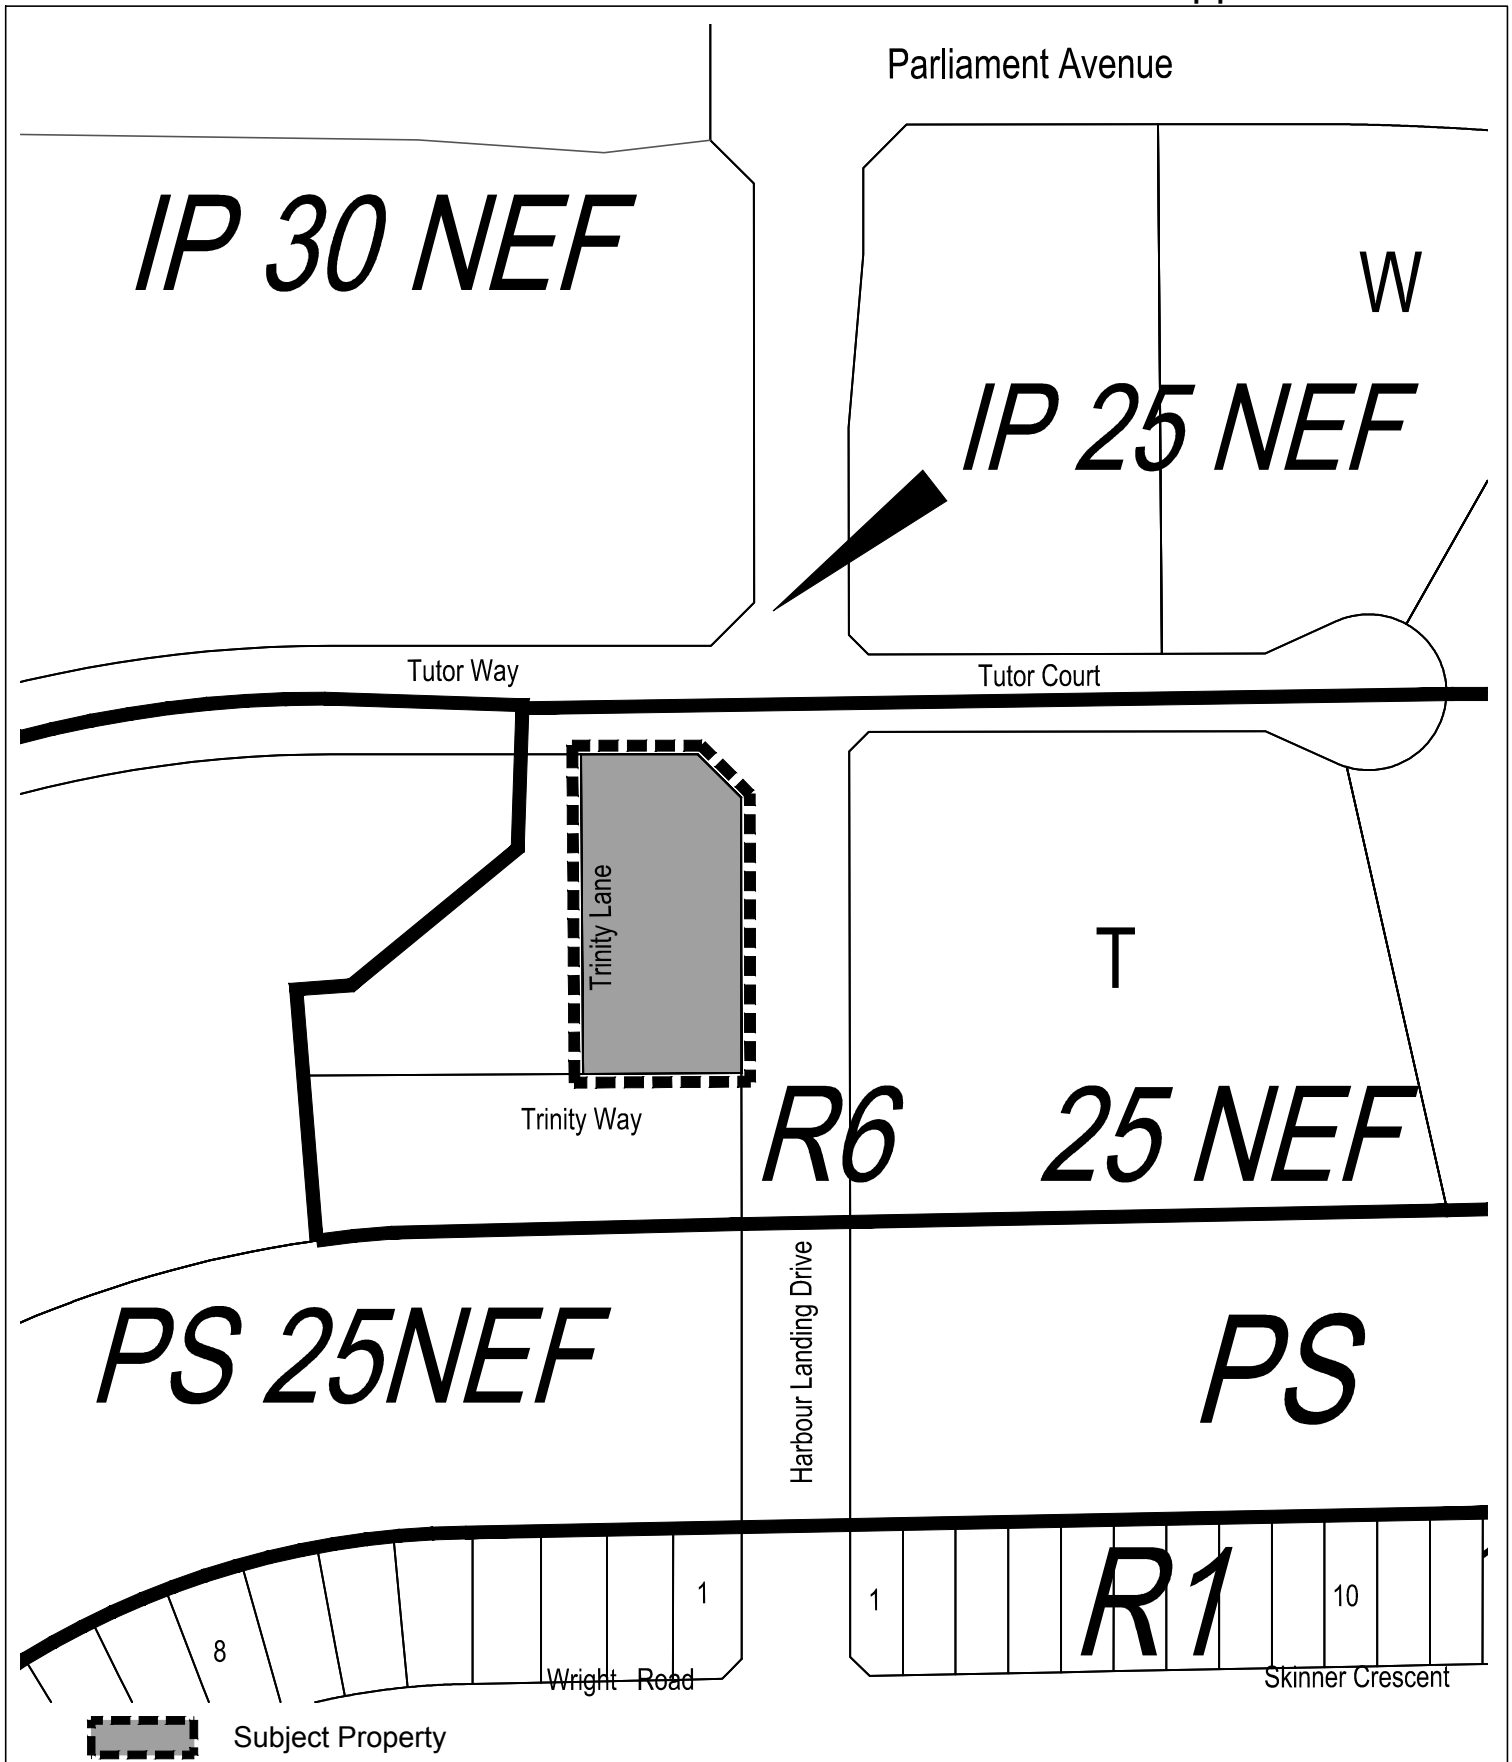 Parliament Avenue
IP 30 NEF
W
IP 25 NEF
Tutor Way
Tutor Court
Trinity Lane
T
Trinity Way
R6 25 NEF
Harbour Landing Drive
PS 25NEF
PS
1
1
R1
10
8
Wright Road
Skinner Crescent
Subject Property